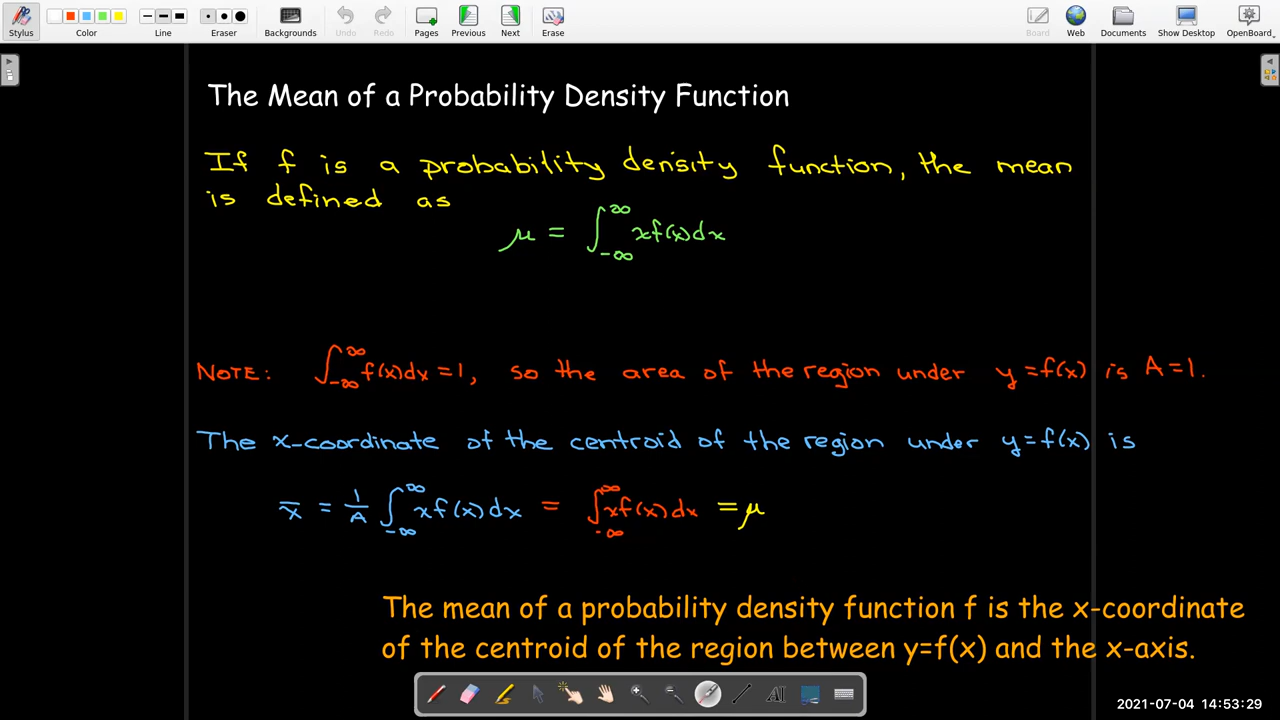 Stylus Color Line Eraser Backgrounds Undo Redo Pages Previous Next Erase Board Web Documents Show Desktop OpenBoard
The Mean of a Probability Density Function
If f is a probability density function, the mean
is defined as
μ = ∫_{-∞}^{∞} xf(x)dx
NOTE: ∫_{-∞}^{∞} f(x)dx = 1, so the area of the region under y=f(x) is A=1.
The x-coordinate of the centroid of the region under y=f(x) is
x̄ = 1/A ∫_{-∞}^{∞} xf(x)dx = ∫_{-∞}^{∞} xf(x)dx = μ
The mean of a probability density function f is the x-coordinate
of the centroid of the region between y=f(x) and the x-axis.
AI
2021-07-04 14:53:29